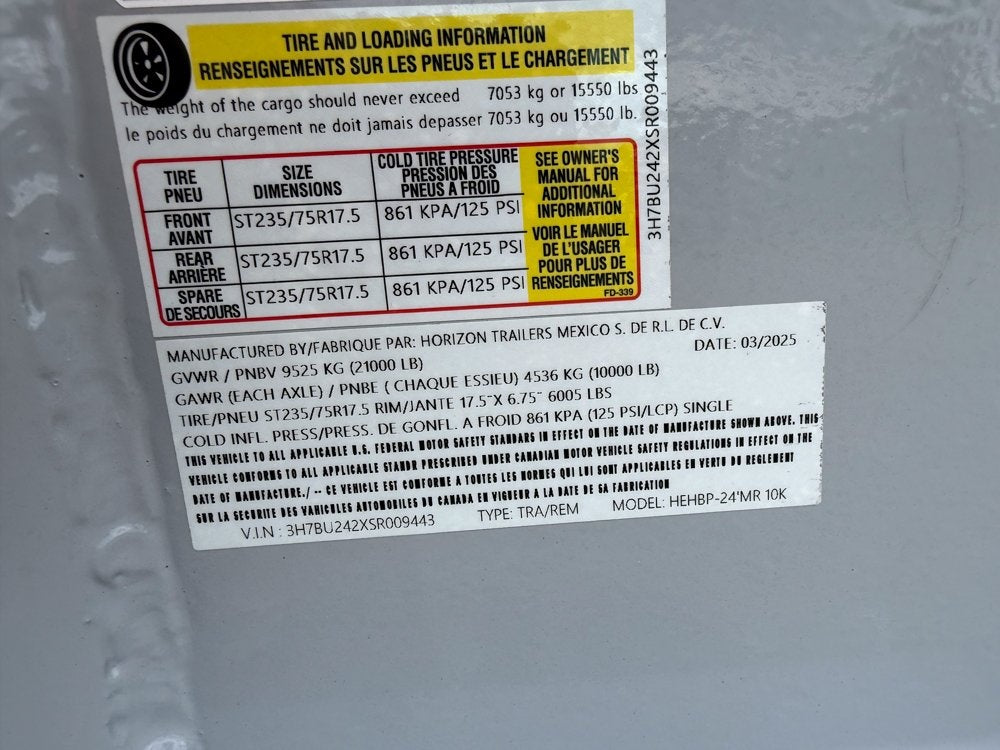 TIRE AND LOADING INFORMATION
RENSEIGNEMENTS SUR LES PNEUS ET LE CHARGEMENT
The weight of the cargo should never exceed 7053 kg or 15550 lbs
le poids du chargement ne doit jamais depasser 7053 kg ou 15550 lb.
TIRE PNEU SIZE DIMENSIONS COLD TIRE PRESSURE PRESSION DES PNEUS A FROID
FRONT AVANT ST235/75R17.5 861 KPA/125 PSI
REAR ARRIÈRE ST235/75R17.5 861 KPA/125 PSI
SPARE DE SECOURS ST235/75R17.5 861 KPA/125 PSI
SEE OWNER'S
MANUAL FOR
ADDITIONAL
INFORMATION
VOIR LE MANUEL
DE L'USAGER
POUR PLUS DE
RENSEIGNEMENTS
FD-339
3H7BU242XSR009443
MANUFACTURED BY/FABRIQUE PAR: HORIZON TRAILERS MEXICO S. DE R.L. DE C.V.
GVWR / PNBV 9525 KG (21000 LB) DATE: 03/2025
GAWR (EACH AXLE) / PNBE ( CHAQUE ESSIEU) 4536 KG (10000 LB)
TIRE/PNEU ST235/75R17.5 RIM/JANTE 17.5"X 6.75" 6005 LBS
COLD INFL. PRESS/PRESS. DE GONFL. A FROID 861 KPA (125 PSI/LCP) SINGLE
THIS VEHICLE TO ALL APPLICABLE U.S. FEDERAL MOTOR SAFETY STANDARS IN EFFECT ON THE DATE OF MANUFACTURE SHOWN ABOVE. THIS
VEHICLE CONFORMS TO ALL APPLICABLE STANDR PRESCRIBED UNDER CANADIAN MOTOR VEHICLE SAFETY REGULATIONS IN EFFECT ON THE
DATE OF MANUFACTURE./ -- CE VEHICLE EST CONFORME A TOUTES LES NORMES QUI LUI SONT APPLICABLES EN VERTU DU REGLEMENT
SUR LA SECURITE DES VAHICULES AUTOMOBILES DU CANADA EN VIGUEUR A LA DATE DE SA FABRICATION
V.I.N : 3H7BU242XSR009443 TYPE: TRA/REM MODEL: HEHBP-24'MR 10K